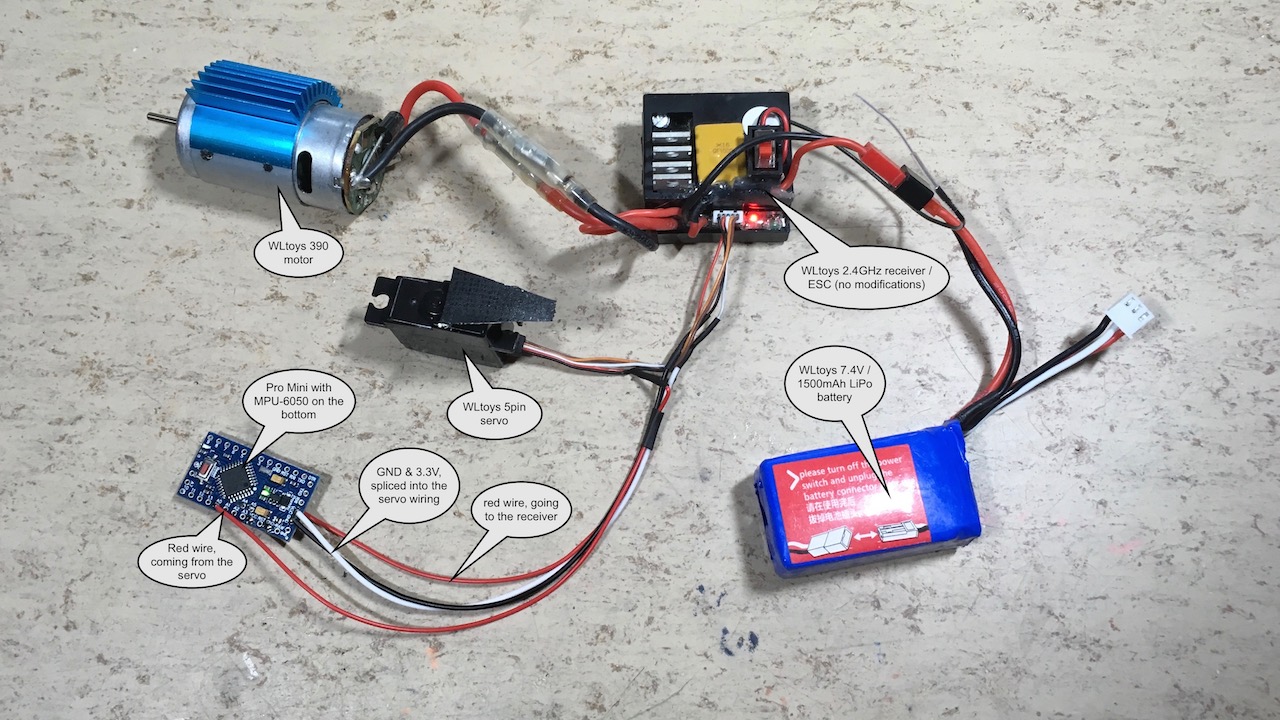 WLtoys 390
motor
WLtoys 2.4GHz receiver /
ESC (no modifications)
WLtoys 7.4V /
1500mAh LiPo
battery
Pro Mini with
MPU-6050 on the
bottom
WLtoys 5pin
servo
GND & 3.3V,
spliced into the
servo wiring
red wire, going
to the receiver
Red wire,
coming from the
servo
please turn off the power
switch and unplug the
battery connector
请在使用完后